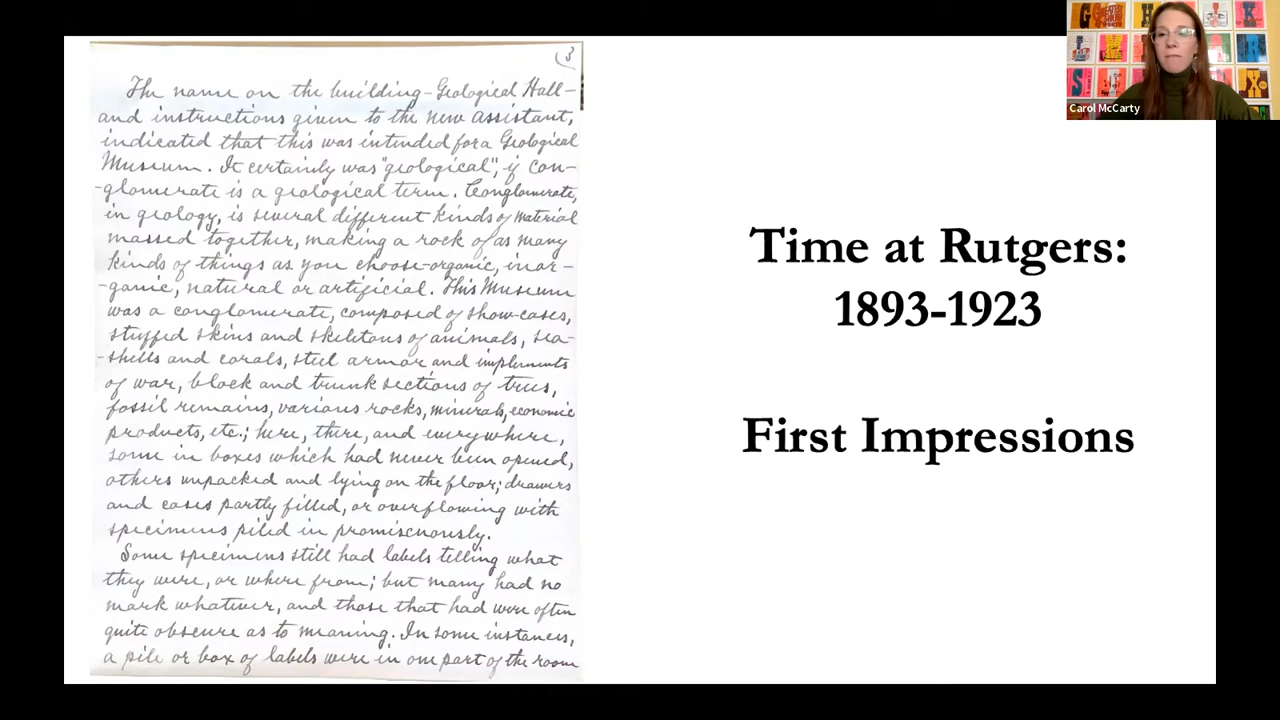 3
The name on the building - Geological Hall -
and instructions given to the new assistant,
indicated that this was intended for a Geological
Museum. It certainly was "geological", if con-
-glomerate is a geological term. Conglomerate,
in geology, is several different kinds of material
massed together, making a rock of as many
kinds of things as you choose - organic, inor-
-ganic, natural or artificial. This Museum
was a conglomerate, composed of show-cases,
stuffed skins and skeletons of animals, sea-
-shells and corals, steel armor and implements
of war, block and trunk sections of trees,
fossil remains, various rocks, minerals, economic
products, etc.; here, there, and everywhere,
some in boxes which had never been opened,
others unpacked and lying on the floor; drawers
and cases partly filled, or overflowing with
specimens piled in promiscuously.
Some specimens still had labels telling what
they were, or where from; but many had no
mark whatever, and those that had were often
quite obscure as to meaning. In some instances,
a pile or box of labels were in one part of the room
Time at Rutgers:
1893-1923
First Impressions
Carol McCarty